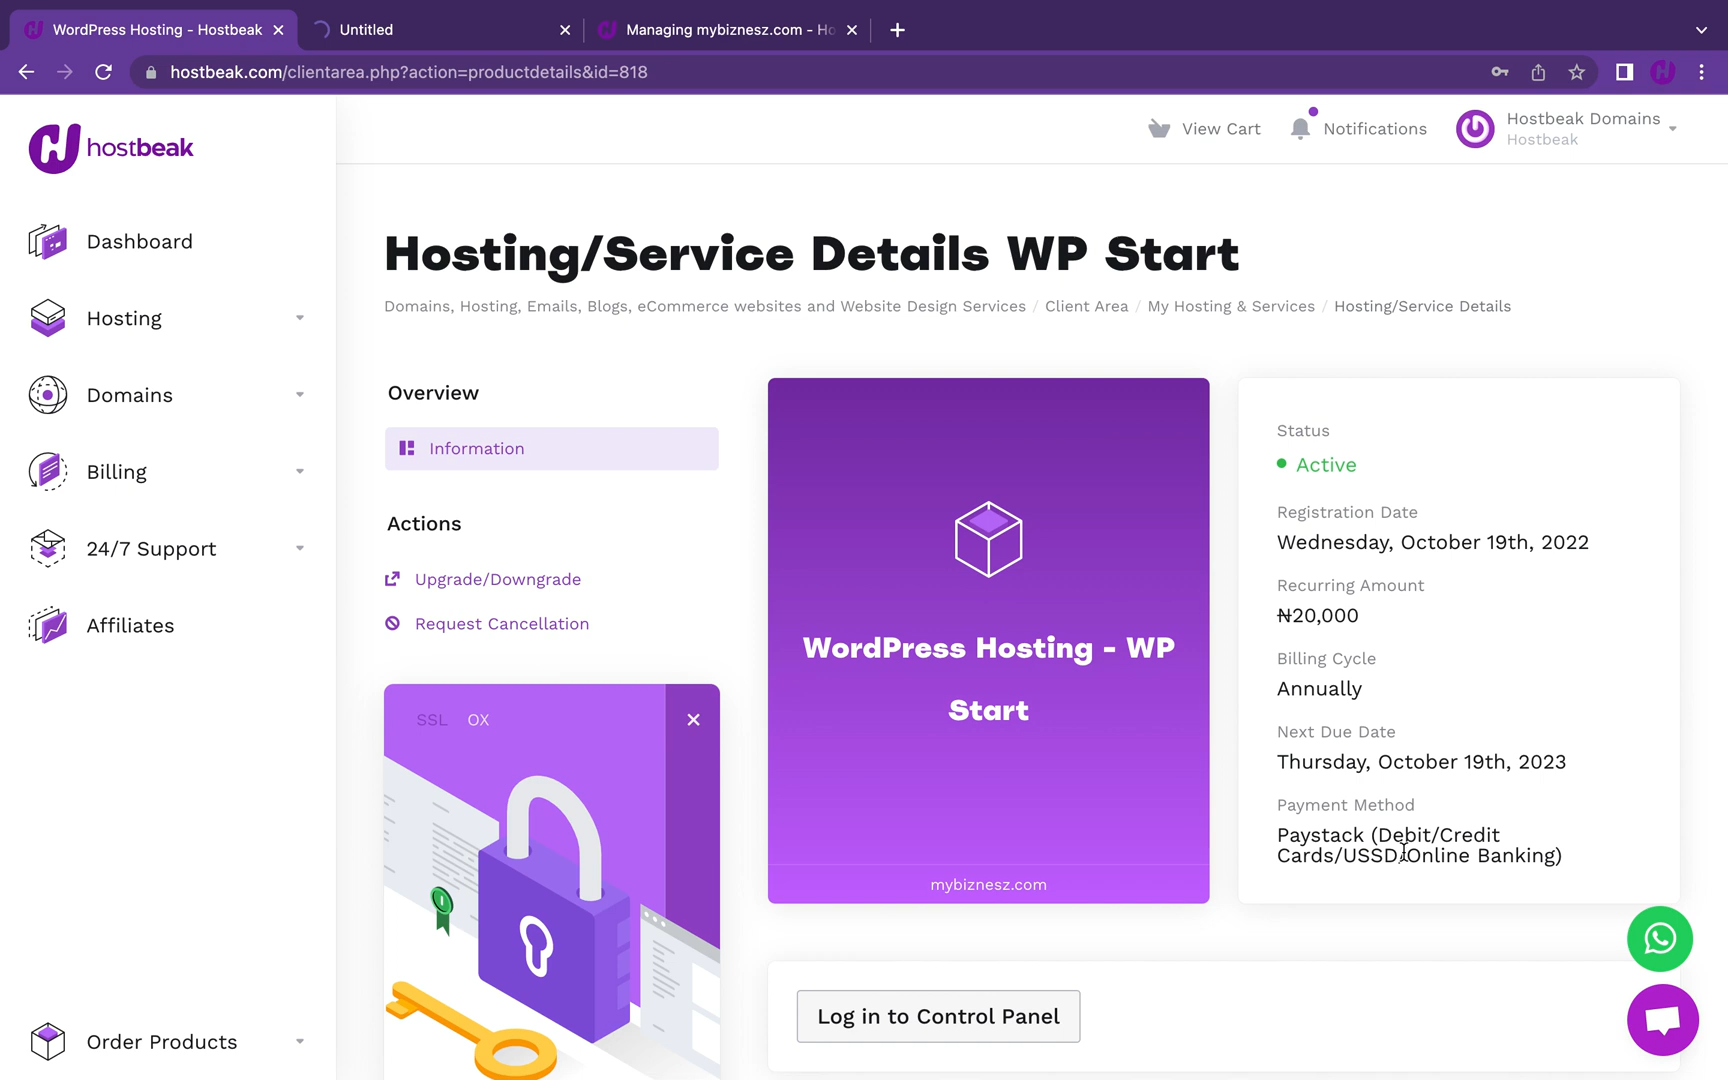 WordPress Hosting - Hostbeak
Untitled
Managing mybiznesz.com - Ho
hostbeak.com/clientarea.php?action=productdetails&id=818
hostbeak
View Cart
Notifications
Hostbeak Domains
Hostbeak
Dashboard
Hosting
Domains
Billing
24/7 Support
Affiliates
Order Products
Hosting/Service Details WP Start
Domains, Hosting, Emails, Blogs, eCommerce websites and Website Design Services / Client Area / My Hosting & Services / Hosting/Service Details
Overview
Information
Actions
Upgrade/Downgrade
Request Cancellation
SSL OX
WordPress Hosting - WP
Start
mybiznesz.com
Status
Active
Registration Date
Wednesday, October 19th, 2022
Recurring Amount
₦20,000
Billing Cycle
Annually
Next Due Date
Thursday, October 19th, 2023
Payment Method
Paystack (Debit/Credit
Cards/USSD/Online Banking)
Log in to Control Panel